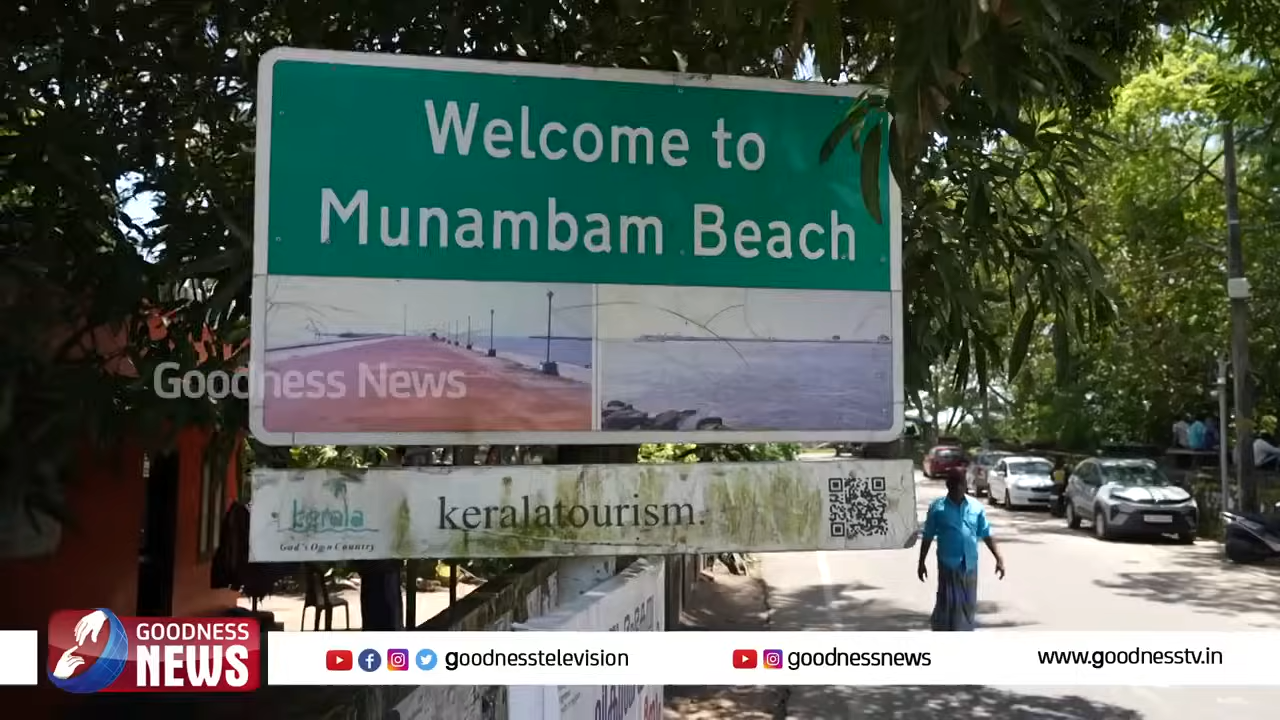 Welcome to
Munambam Beach
Goodness News
kerala
God's Own Country
keralatourism.
GOODNESS
NEWS
goodnesstelevision
goodnessnews
www.goodnesstv.in